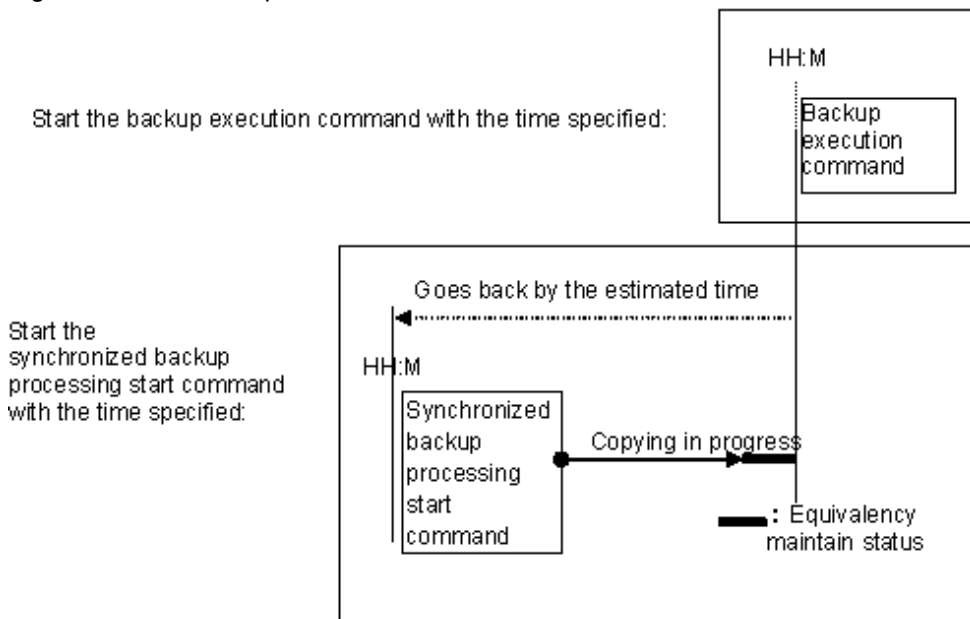 HH:M
Start the backup execution command with the time specified:
Backup
execution
command
Goes back by the estimated time
Start the
synchronized backup
processing start command
with the time specified:
HH:M
Synchronized
backup
processing
start
command
Copying in progress
: Equivalency
maintain status